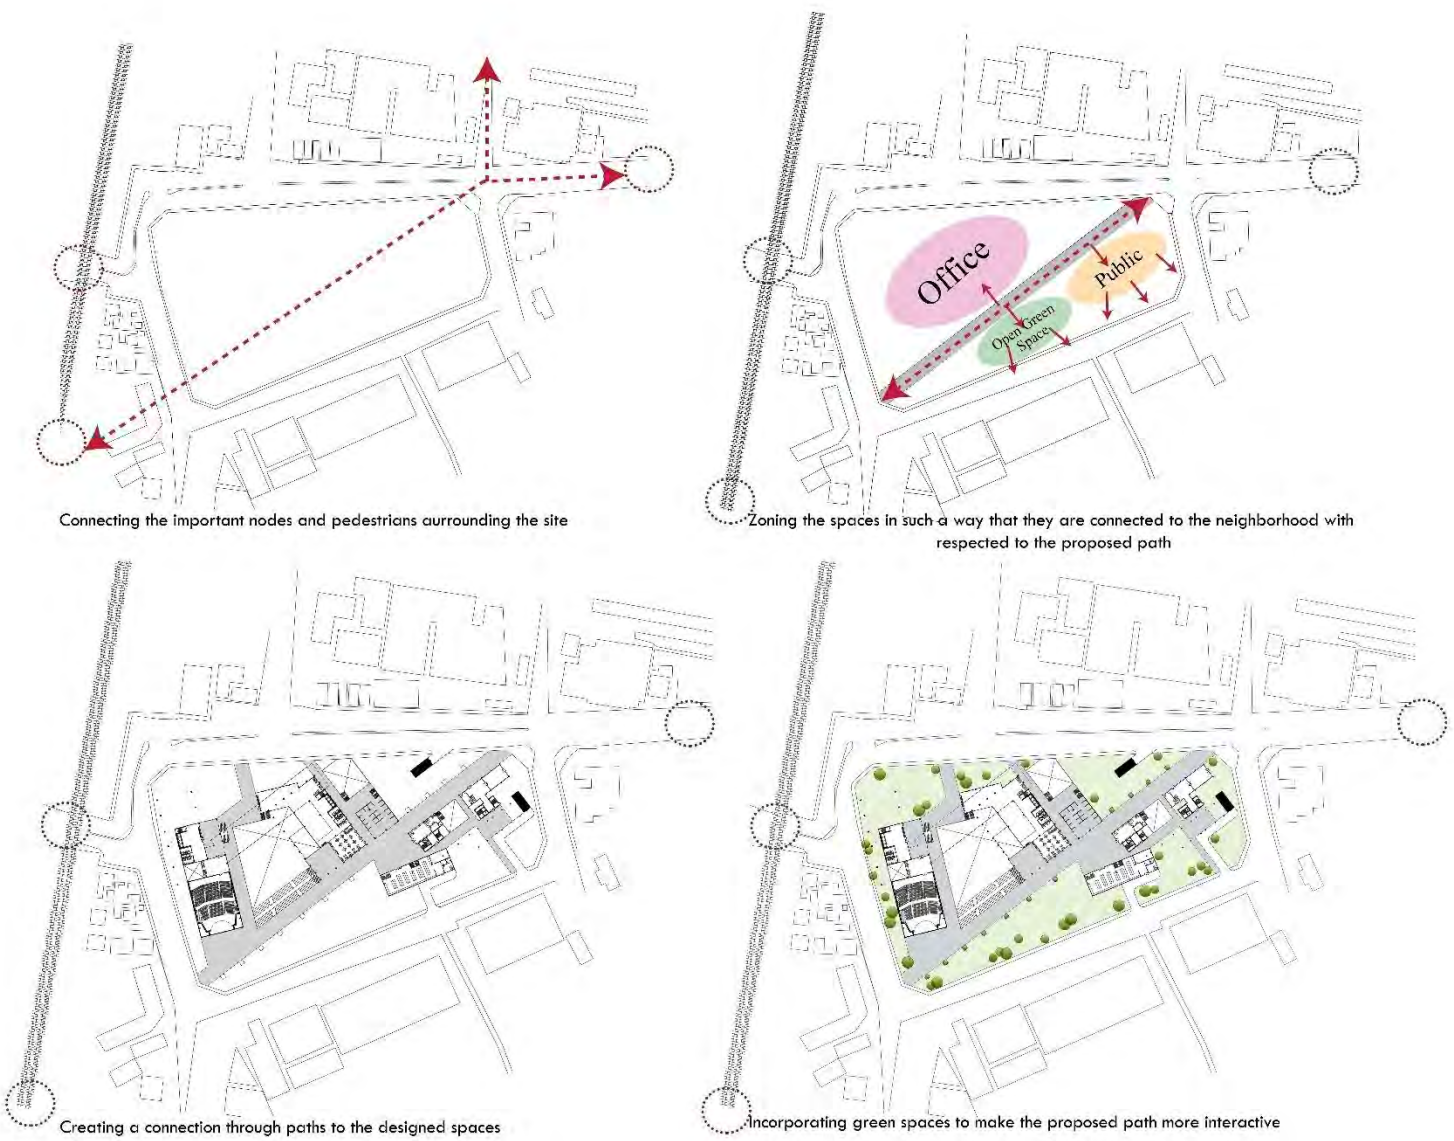 Connecting the important nodes and pedestrians aurrounding the site
Office
Public
Open Green
Space
Zoning the spaces in such a way that they are connected to the neighborhood with
respected to the proposed path
Creating a connection through paths to the designed spaces
Incorporating green spaces to make the proposed path more interactive